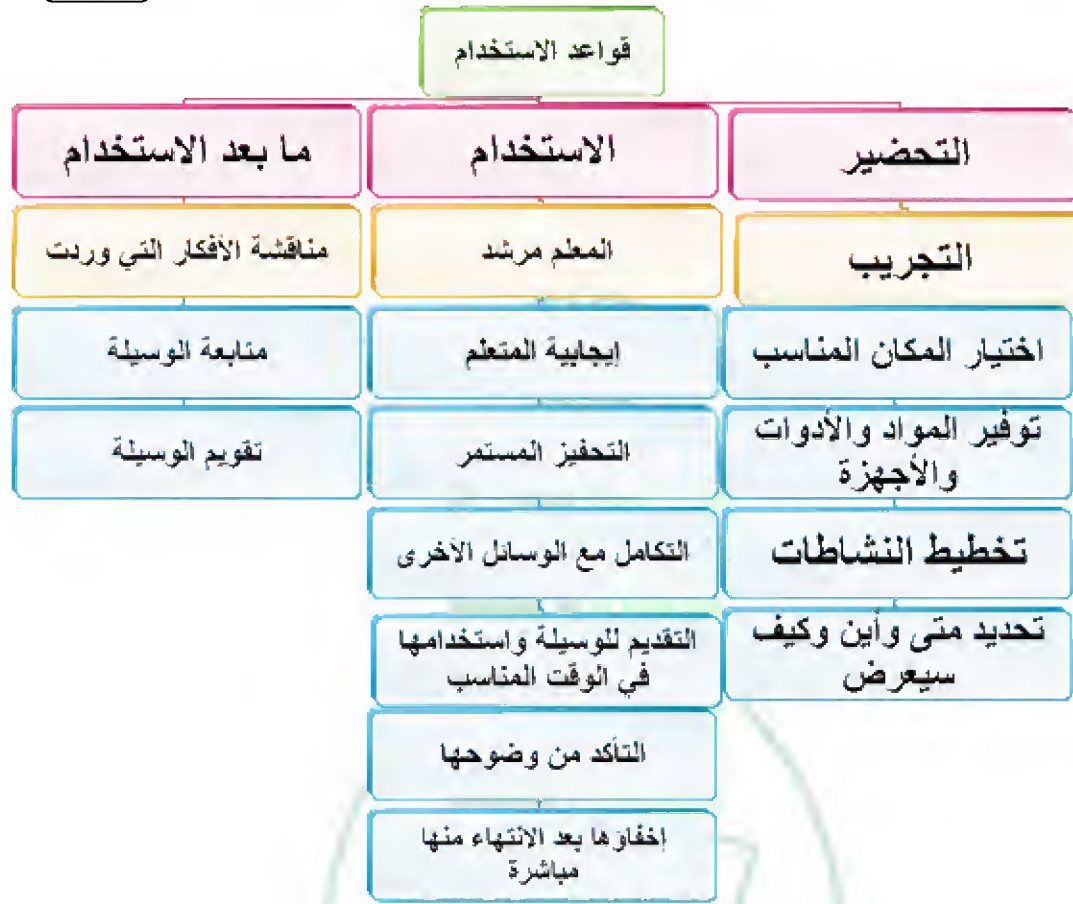 قواعد الاستخدام
التحضير
التجريب
اختيار المكان المناسب
توفير المواد والأدوات
والأجهزة
تخطيط النشاطات
تحديد متى وأين وكيف
سيعرض
الاستخدام
المعلم مرشد
إيجابية المتعلم
التحفيز المستمر
التكامل مع الوسائل الأخرى
التقديم للوسيلة واستخدامها
في الوقت المناسب
التأكد من وضوحها
إخفاؤها بعد الانتهاء منها
مباشرة
ما بعد الاستخدام
مناقشة الأفكار التي وردت
متابعة الوسيلة
تقويم الوسيلة